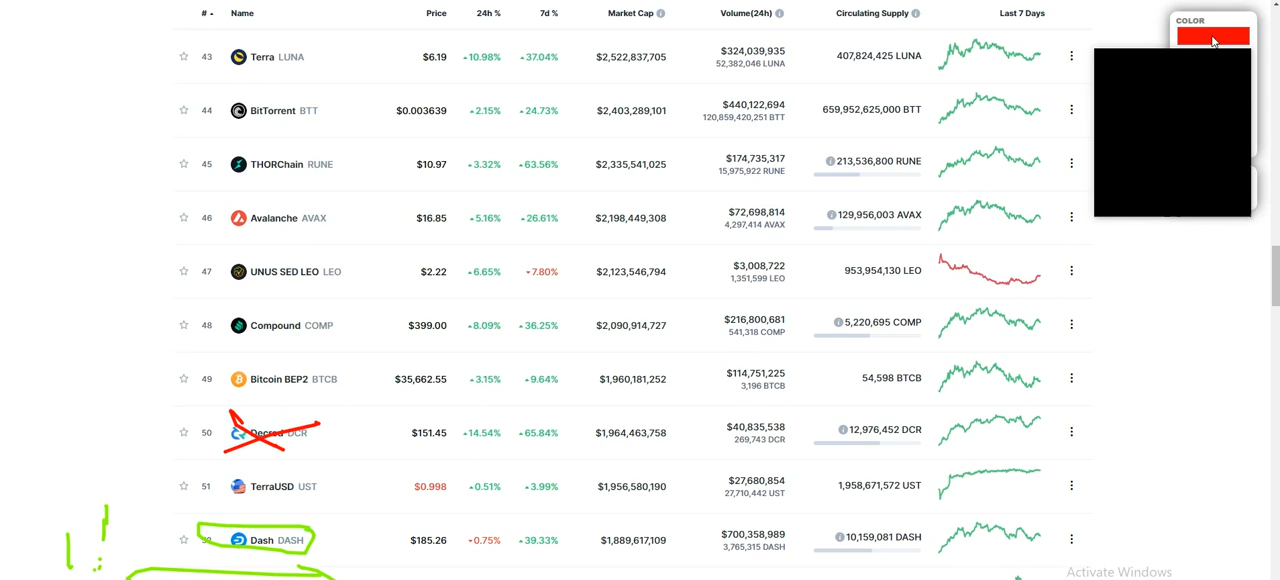 # Name Price 24h % 7d % Market Cap Volume(24h) Circulating Supply Last 7 Days
COLOR
43 Terra LUNA $6.19 10.98% 37.04% $2,522,837,705 $324,039,935 407,824,425 LUNA
52,382,046 LUNA
44 BitTorrent BTT $0.003639 2.15% 24.73% $2,403,289,101 $440,122,694 659,952,625,000 BTT
120,859,420,251 BTT
45 THORChain RUNE $10.97 3.32% 63.56% $2,335,541,025 $174,735,317 213,536,800 RUNE
15,975,922 RUNE
46 Avalanche AVAX $16.85 5.16% 26.61% $2,198,449,308 $72,698,814 129,956,003 AVAX
4,297,414 AVAX
47 UNUS SED LEO LEO $2.22 6.65% 7.80% $2,123,546,794 $3,008,722 953,954,130 LEO
1,351,599 LEO
48 Compound COMP $399.00 8.09% 36.25% $2,090,914,727 $216,800,681 5,220,695 COMP
541,318 COMP
49 Bitcoin BEP2 BTCB $35,662.55 3.15% 9.64% $1,960,181,252 $114,751,225 54,598 BTCB
3,196 BTCB
50 Decred DCR $151.45 14.54% 65.84% $1,964,463,758 $40,835,538 12,976,452 DCR
269,743 DCR
51 TerraUSD UST $0.998 0.51% 3.99% $1,956,580,190 $27,680,854 1,958,671,572 UST
27,710,442 UST
Dash DASH $185.26 0.75% 39.33% $1,889,617,109 $700,358,989 10,159,081 DASH
3,765,315 DASH
Activate Windows